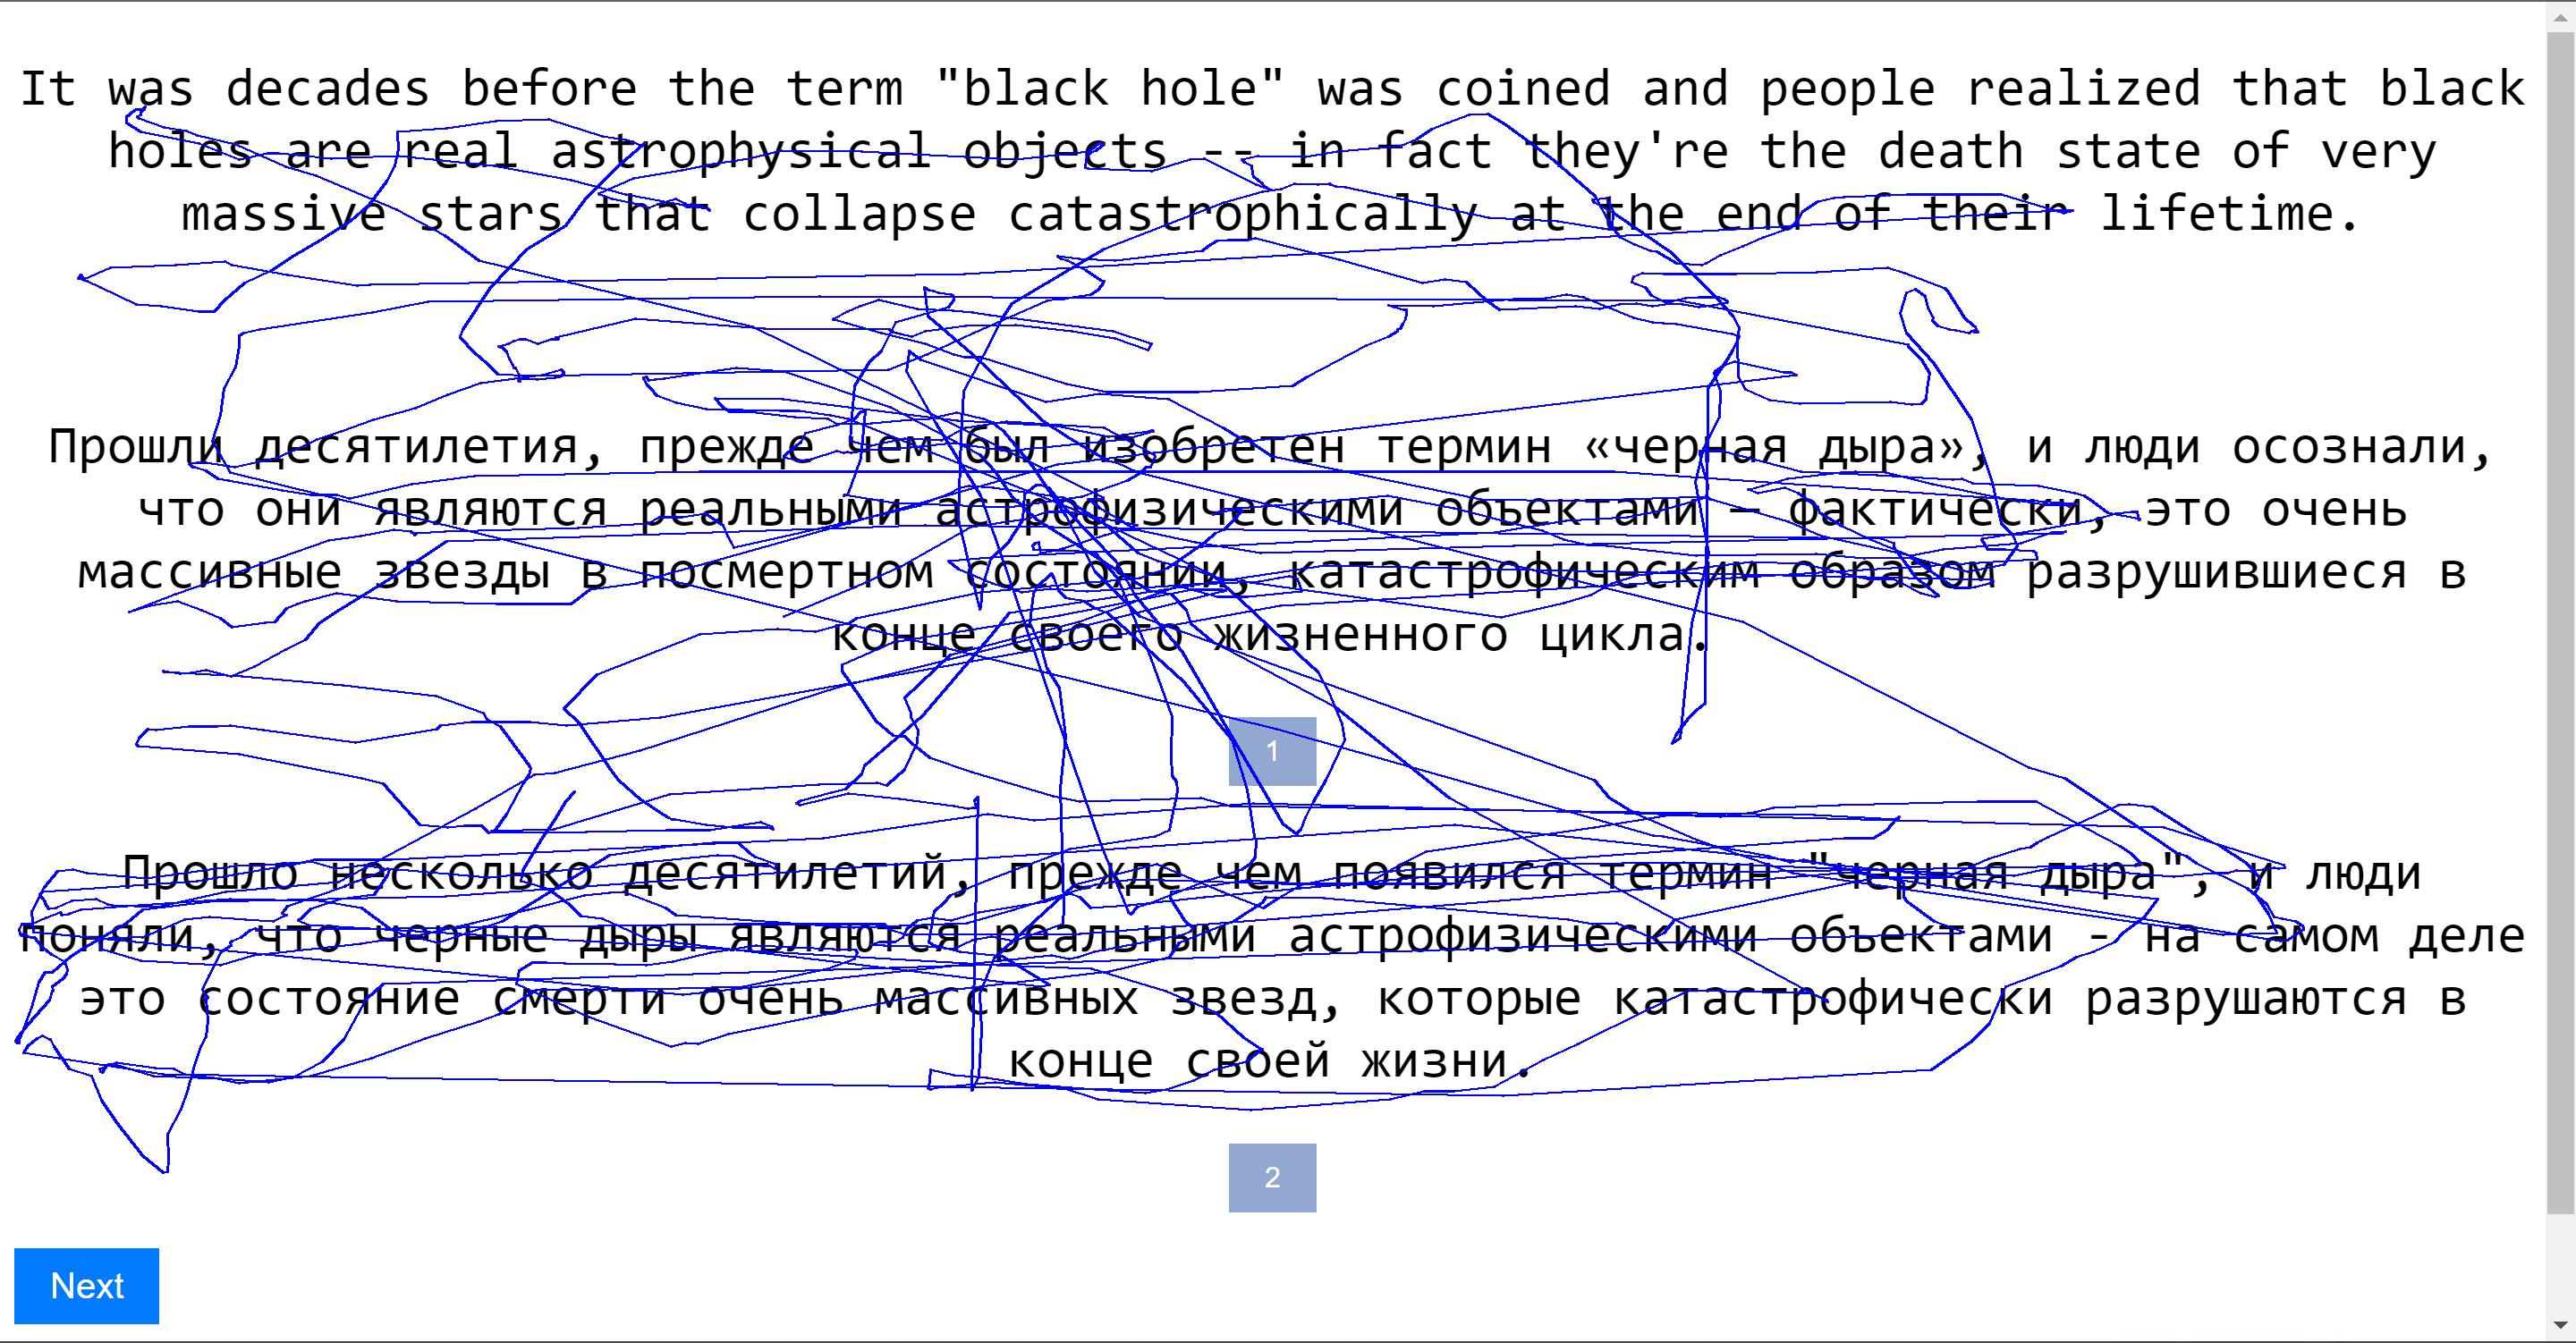 It was decades before the term "black hole" was coined and people realized that black
holes are real astrophysical objects -- in fact they're the death state of very
massive stars that collapse catastrophically at the end of their lifetime.
Прошли десятилетия, прежде чем был изобретен термин «черная дыра», и люди осознали,
что они являются реальными астрофизическими объектами — фактически, это очень
массивные звезды в посмертном состоянии, катастрофическим образом разрушившиеся в
конце своего жизненного цикла.
1
Прошло несколько десятилетий, прежде чем появился термин "черная дыра", и люди
поняли, что черные дыры являются реальными астрофизическими объектами - на самом деле
это состояние смерти очень массивных звезд, которые катастрофически разрушаются в
конце своей жизни.
2
Next